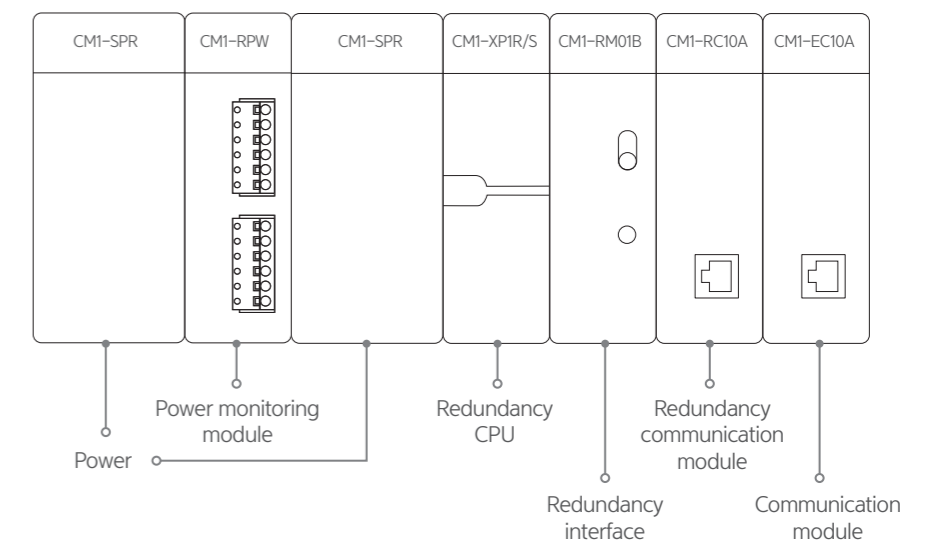 CM1-SPR
CM1-RPW
CM1-SPR
CM1-XP1R/S
CM1-RM01B
CM1-RC10A
CM1-EC10A
Power monitoring
module
Redundancy
CPU
Redundancy
communication
module
Power
Redundancy
interface
Communication
module